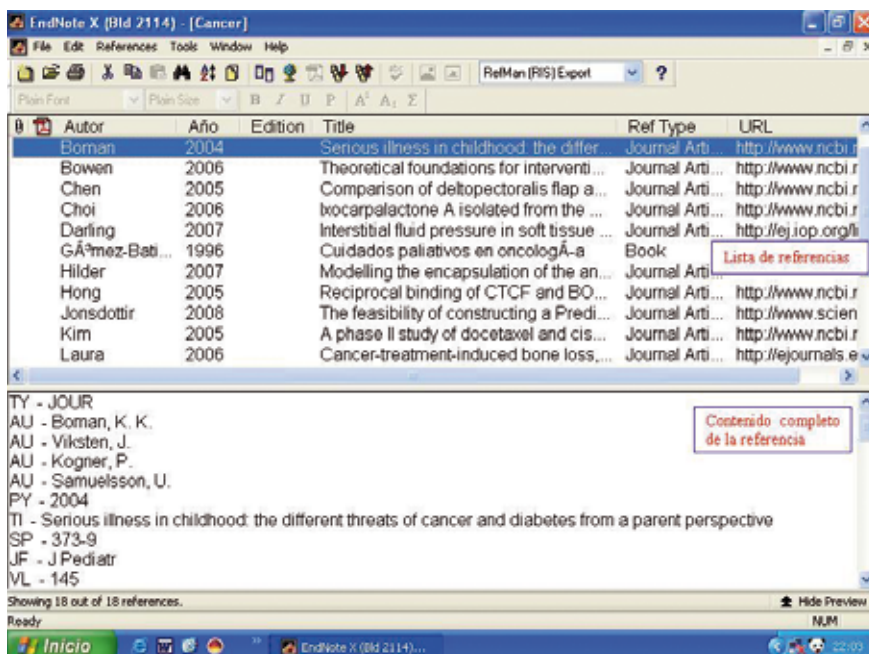 EndNote X (Bld 2114) - [Cancer]
File Edit References Tools Window Help
RefMan (RIS) Export ?
Plain Font Plain Size B I U P A¹ A₁ Σ
Autor Año Edition Title Ref Type URL
Boman 2004 Serious illness in childhood: the differ... Journal Arti... http://www.ncbi.r
Bowen 2006 Theoretical foundations for interventi... Journal Arti... http://www.ncbi.r
Chen 2005 Comparison of deltopectoralis flap a... Journal Arti... http://www.ncbi.r
Choi 2006 Ixocarpalactone A isolated from the ... Journal Arti... http://www.ncbi.r
Darling 2007 Interstitial fluid pressure in soft tissue ... Journal Arti... http://ej.iop.org/li
GÃ³mez-Bati... 1996 Cuidados paliativos en oncologÃ-a Book
Lista de referencias
Hilder 2007 Modelling the encapsulation of the an... Journal Arti...
Hong 2005 Reciprocal binding of CTCF and BO... Journal Arti... http://www.ncbi.r
Jonsdottir 2008 The feasibility of constructing a Predi... Journal Arti... http://www.scien
Kim 2005 A phase II study of docetaxel and cis... Journal Arti... http://www.ncbi.r
Laura 2006 Cancer-treatment-induced bone loss,... Journal Arti... http://ejournals.e
TY - JOUR
AU - Boman, K. K.
AU - Viksten, J.
AU - Kogner, P.
AU - Samuelsson, U.
PY - 2004
TI - Serious illness in childhood: the different threats of cancer and diabetes from a parent perspective
SP - 373-9
JF - J Pediatr
VL - 145
Contenido completo
de la referencia
Showing 18 out of 18 references. Hide Preview
Ready NUM
Inicio EndNote X (Bld 2114)... 22:03